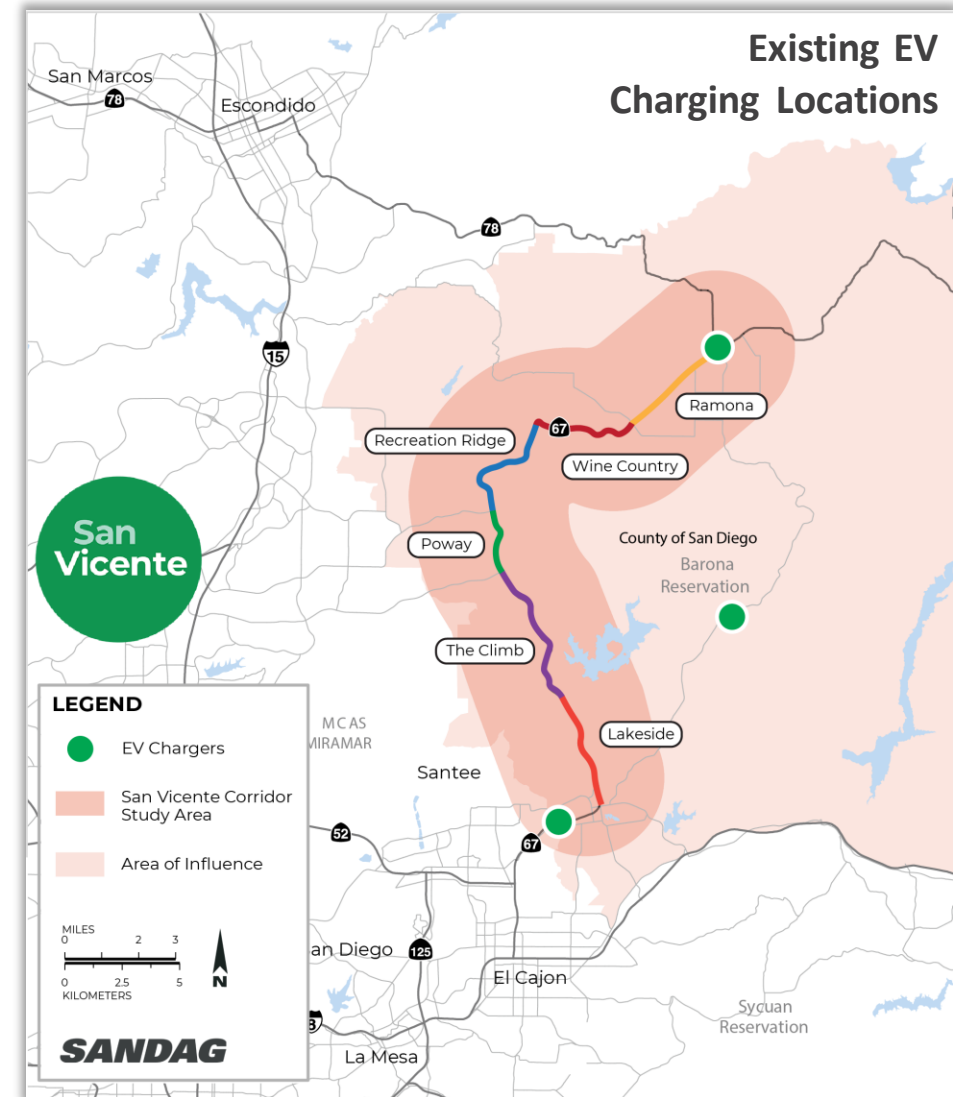 Existing EV
Charging Locations
San Marcos
78
Escondido
78
15
Ramona
67
Recreation Ridge
Wine Country
San
Vicente
County of San Diego
Poway
Barona
Reservation
The Climb
LEGEND
EV Chargers
San Vicente Corridor
Study Area
Area of Influence
MILES
0 2 3
0 2.5 5
KILOMETERS
N
SANDAG
MCAS
MIRAMAR
Lakeside
Santee
52
67
an Diego
125
El Cajon
8
La Mesa
Sycuan
Reservation